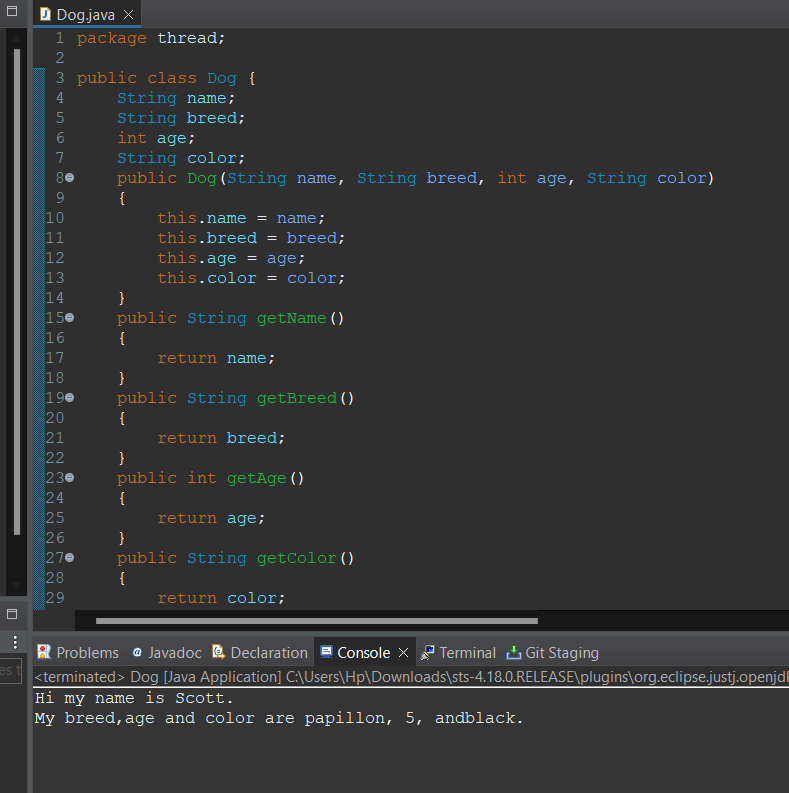 Dog.java
1 package thread;
2
3 public class Dog {
4 String name;
5 String breed;
6 int age;
7 String color;
8 public Dog(String name, String breed, int age, String color)
9 {
10 this.name = name;
11 this.breed = breed;
12 this.age = age;
13 this.color = color;
14 }
15 public String getName()
16 {
17 return name;
18 }
19 public String getBreed()
20 {
21 return breed;
22 }
23 public int getAge()
24 {
25 return age;
26 }
27 public String getColor()
28 {
29 return color;
Problems @ Javadoc Declaration Console Terminal Git Staging
<terminated> Dog [Java Application] C:\Users\Hp\Downloads\sts-4.18.0.RELEASE\plugins\org.eclipse.justj.openjdk
Hi my name is Scott.
My breed,age and color are papillon, 5, andblack.